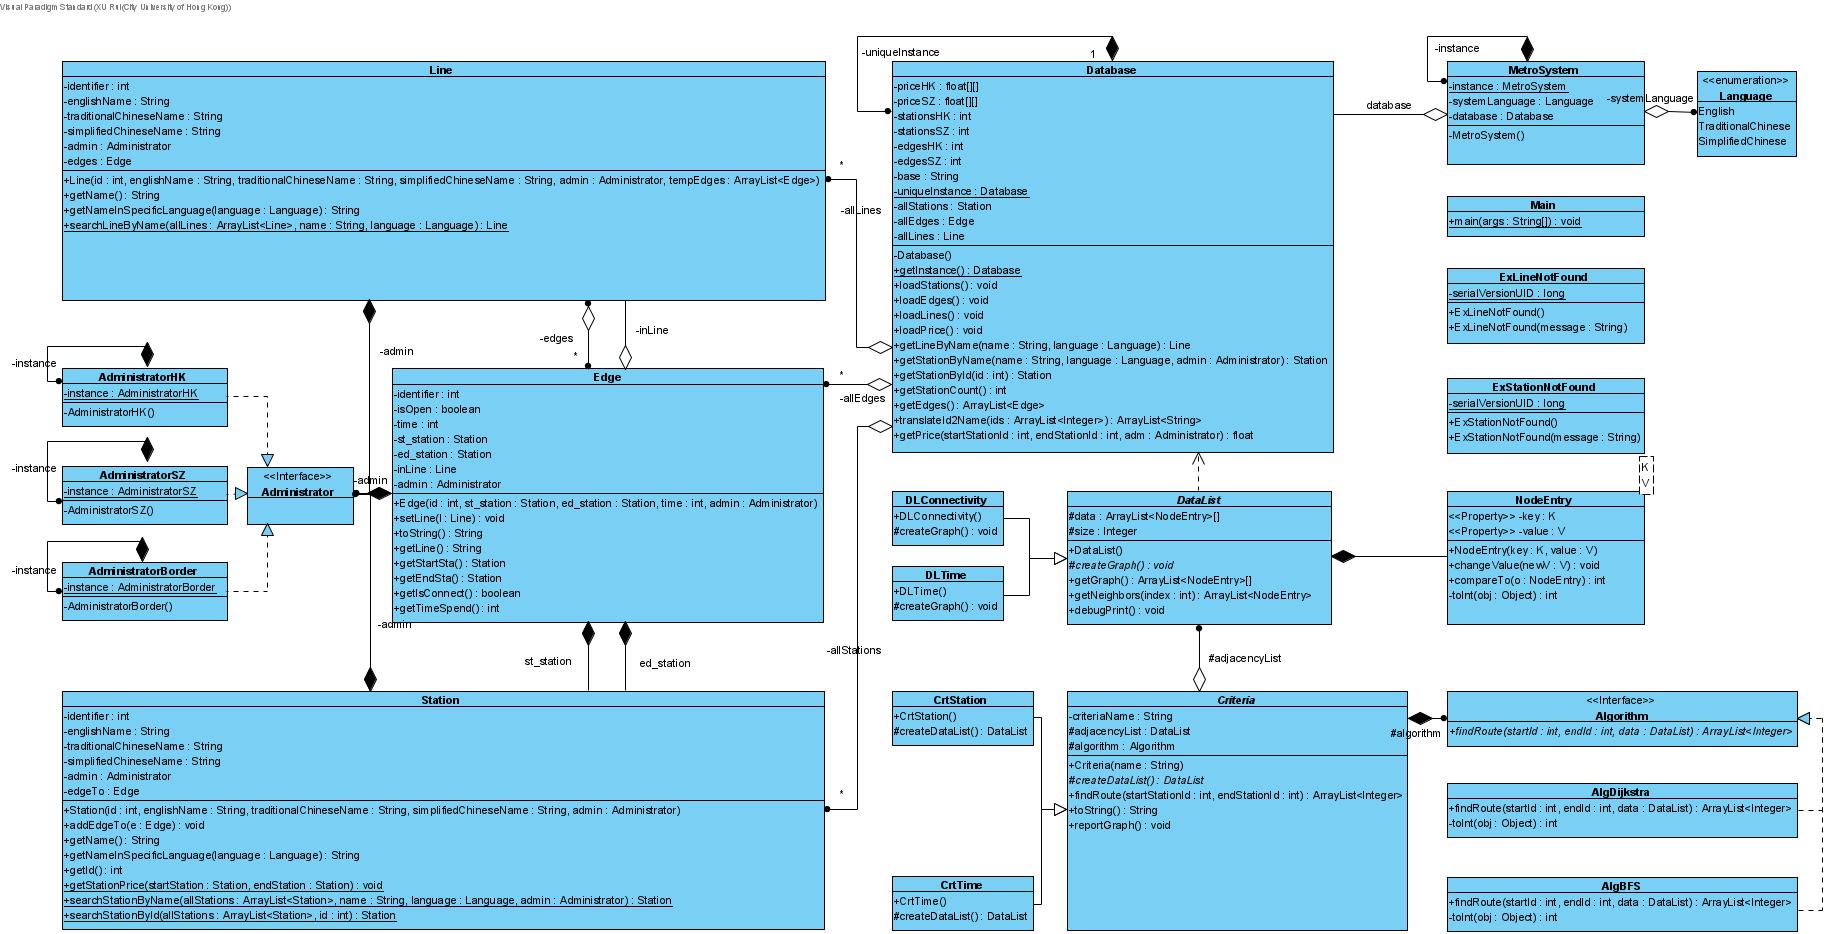 Visual Paradigm Standard (XU Rui(City University of Hong Kong))
Line
-identifier : int
-englishName : String
-traditionalChineseName : String
-simplifiedChineseName : String
-admin : Administrator
-edges : Edge
+Line(id : int, englishName : String, traditionalChineseName : String, simplifiedChineseName : String, admin : Administrator, tempEdges : ArrayList<Edge>)
+getName() : String
+getNameInSpecificLanguage(language : Language) : String
+searchLineByName(allLines : ArrayList<Line>, name : String, language : Language) : Line
-uniqueInstance
1
Database
-priceHK : float[][]
-priceSZ : float[][]
-stationsHK : int
-stationsSZ : int
-edgesHK : int
-edgesSZ : int
-base : String
-uniqueInstance : Database
-allStations : Station
-allEdges : Edge
-allLines : Line
-Database()
+getInstance() : Database
+loadStations() : void
+loadEdges() : void
+loadLines() : void
+loadPrice() : void
+getLineByName(name : String, language : Language) : Line
+getStationByName(name : String, language : Language, admin : Administrator) : Station
+getStationById(id : int) : Station
+getStationCount() : int
+getEdges() : ArrayList<Edge>
+translateId2Name(ids : ArrayList<Integer>) : ArrayList<String>
+getPrice(startStationId : int, endStationId : int, adm : Administrator) : float
*
-allLines
*
-allEdges
-allStations
*
database
-instance
MetroSystem
-instance : MetroSystem
-systemLanguage : Language
-database : Database
-MetroSystem()
-systemLanguage
<<enumeration>>
Language
English
TraditionalChinese
SimplifiedChinese
Main
+main(args : String[]) : void
ExLineNotFound
-serialVersionUID : long
+ExLineNotFound()
+ExLineNotFound(message : String)
ExStationNotFound
-serialVersionUID : long
+ExStationNotFound()
+ExStationNotFound(message : String)
-instance
AdministratorHK
-instance : AdministratorHK
-AdministratorHK()
-instance
AdministratorSZ
-instance : AdministratorSZ
-AdministratorSZ()
-instance
AdministratorBorder
-instance : AdministratorBorder
-AdministratorBorder()
<<Interface>>
Administrator
-admin
-admin
-admin
-edges
*
-inLine
Edge
-identifier : int
-isOpen : boolean
-time : int
-st_station : Station
-ed_station : Station
-inLine : Line
-admin : Administrator
+Edge(id : int, st_station : Station, ed_station : Station, time : int, admin : Administrator)
+setLine(l : Line) : void
+toString() : String
+getLine() : String
+getStartSta() : Station
+getEndSta() : Station
+getIsConnect() : boolean
+getTimeSpend() : int
st_station
ed_station
Station
-identifier : int
-englishName : String
-traditionalChineseName : String
-simplifiedChineseName : String
-admin : Administrator
-edgeTo : Edge
+Station(id : int, englishName : String, traditionalChineseName : String, simplifiedChineseName : String, admin : Administrator)
+addEdgeTo(e : Edge) : void
+getName() : String
+getNameInSpecificLanguage(language : Language) : String
+getId() : int
+getStationPrice(startStation : Station, endStation : Station) : void
+searchStationByName(allStations : ArrayList<Station>, name : String, language : Language, admin : Administrator) : Station
+searchStationById(allStations : ArrayList<Station>, id : int) : Station
DLConnectivity
+DLConnectivity()
#createGraph() : void
DLTime
+DLTime()
#createGraph() : void
DataList
#data : ArrayList<NodeEntry>[]
#size : Integer
+DataList()
#createGraph() : void
+getGraph() : ArrayList<NodeEntry>[]
+getNeighbors(index : int) : ArrayList<NodeEntry>
+debugPrint() : void
K
V
NodeEntry
<<Property>> -key : K
<<Property>> -value : V
+NodeEntry(key : K, value : V)
+changeValue(newV : V) : void
+compareTo(o : NodeEntry) : int
-toInt(obj : Object) : int
#adjacencyList
CrtStation
+CrtStation()
#createDataList() : DataList
CrtTime
+CrtTime()
#createDataList() : DataList
Criteria
-criteriaName : String
#adjacencyList : DataList
#algorithm : Algorithm
+Criteria(name : String)
#createDataList() : DataList
+findRoute(startStationId : int, endStationId : int) : ArrayList<Integer>
+toString() : String
+reportGraph() : void
#algorithm
<<Interface>>
Algorithm
+findRoute(startId : int, endId : int, data : DataList) : ArrayList<Integer>
AlgDijkstra
+findRoute(startId : int, endId : int, data : DataList) : ArrayList<Integer>
-toInt(obj : Object) : int
AlgBFS
+findRoute(startId : int, endId : int, data : DataList) : ArrayList<Integer>
-toInt(obj : Object) : int